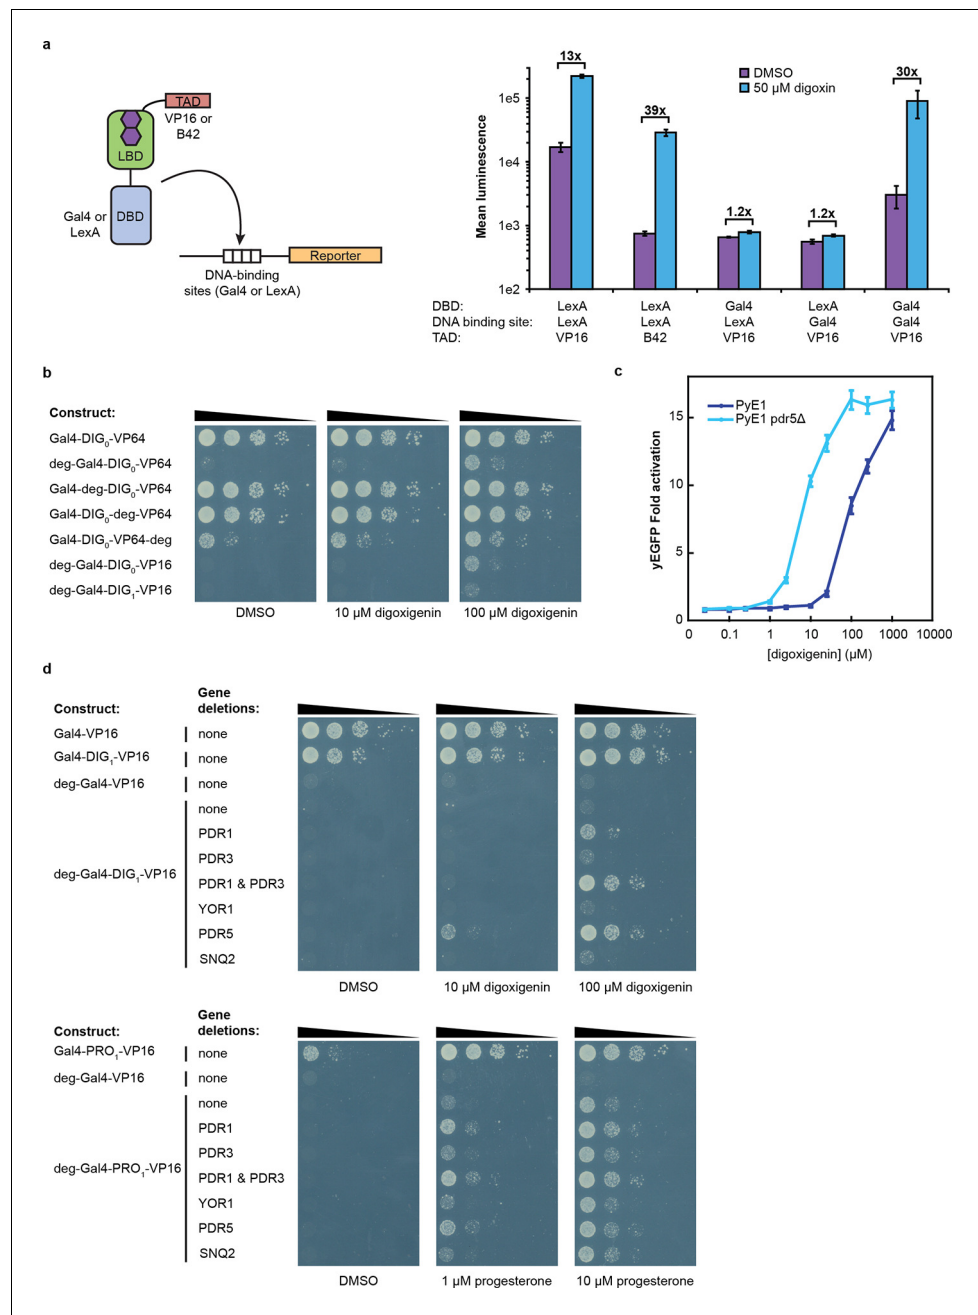 a
TAD
VP16 or
B42
LBD
Gal4 or
LexA
DBD
Reporter
DNA-binding
sites (Gal4 or LexA)
Mean luminescence
1e5
1e4
1e3
1e2
13x
39x
1.2x
1.2x
30x
DMSO
50 µM digoxin
DBD: LexA LexA Gal4 LexA Gal4
DNA binding site: LexA LexA LexA Gal4 Gal4
TAD: VP16 B42 VP16 VP16 VP16
b
Construct:
Gal4-DIG0-VP64
deg-Gal4-DIG0-VP64
Gal4-deg-DIG0-VP64
Gal4-DIG0-deg-VP64
Gal4-DIG0-VP64-deg
deg-Gal4-DIG0-VP16
deg-Gal4-DIG1-VP16
DMSO 10 µM digoxigenin 100 µM digoxigenin
c
PyE1
PyE1 pdr5Δ
yEGFP Fold activation
15
10
5
0
0 0.1 1 10 100 1000 10000
[digoxigenin] (µM)
d
Construct: Gene deletions:
Gal4-VP16 none
Gal4-DIG1-VP16 none
deg-Gal4-VP16 none
none
PDR1
PDR3
deg-Gal4-DIG1-VP16
PDR1 & PDR3
YOR1
PDR5
SNQ2
DMSO 10 µM digoxigenin 100 µM digoxigenin
Construct: Gene deletions:
Gal4-PRO1-VP16 none
deg-Gal4-VP16 none
none
PDR1
PDR3
deg-Gal4-PRO1-VP16
PDR1 & PDR3
YOR1
PDR5
SNQ2
DMSO 1 µM progesterone 10 µM progesterone